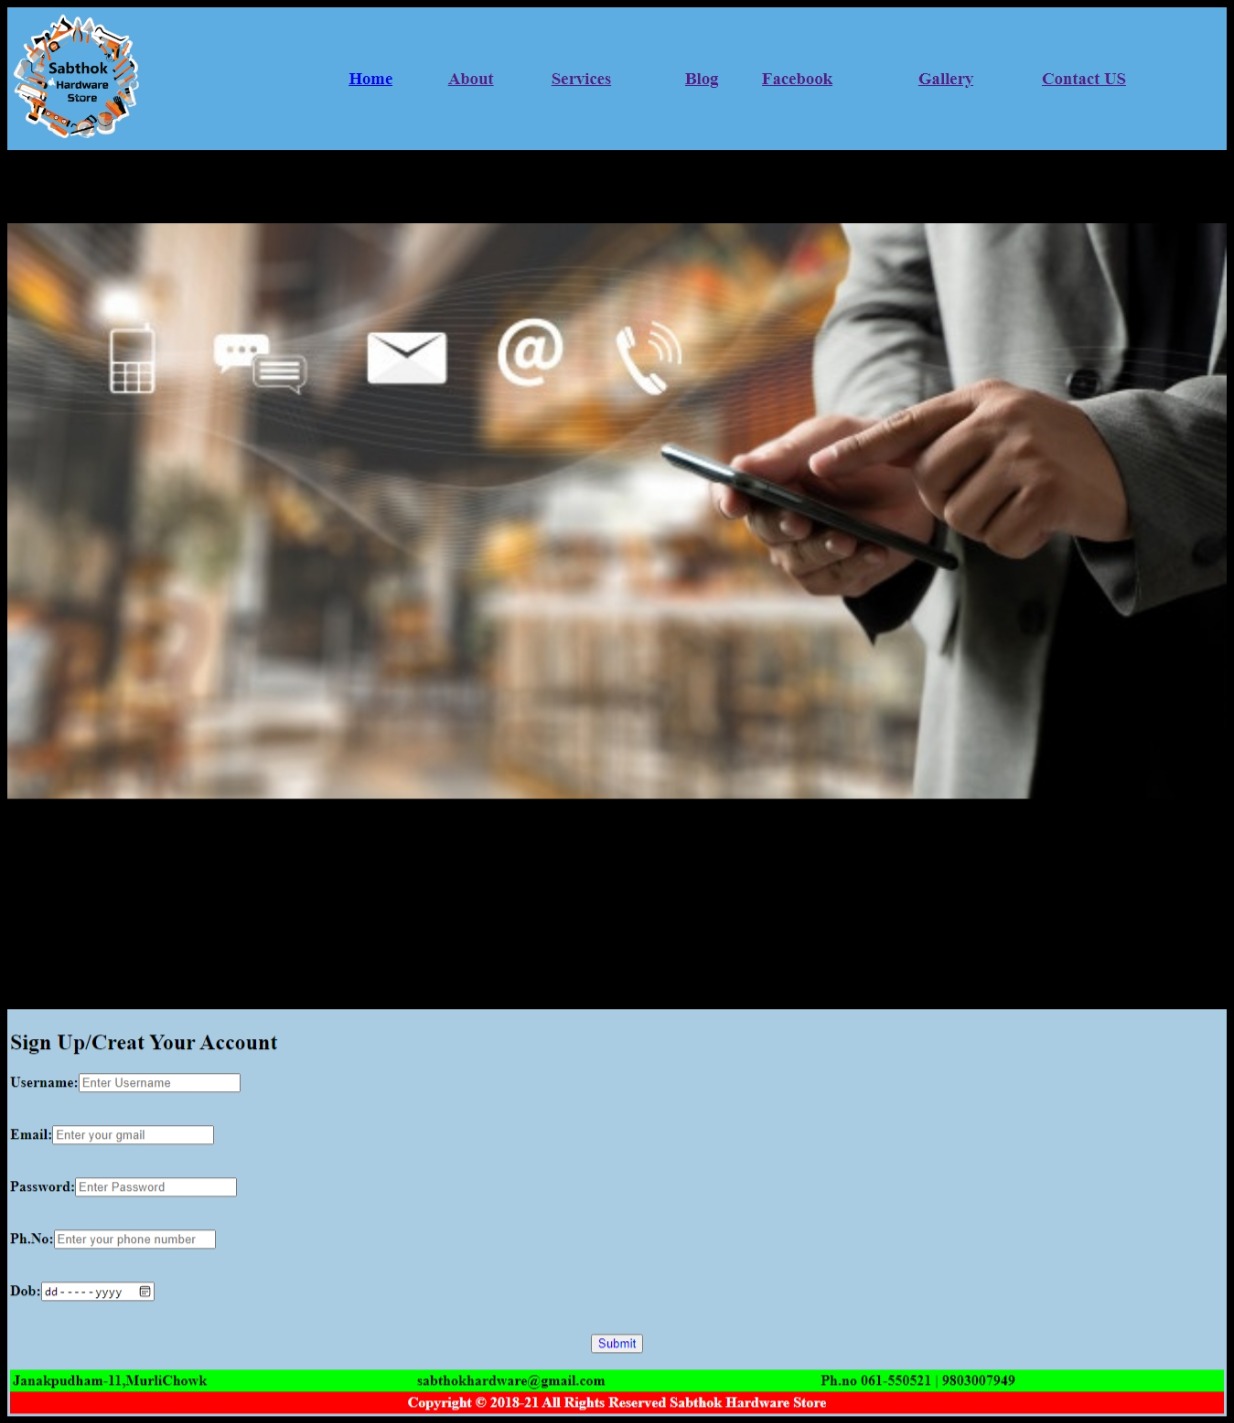 Sabthok
Hardware
Store
Home About Services Blog Facebook Gallery Contact US
@
Sign Up/Creat Your Account
Username: Enter Username
Email: Enter your gmail
Password: Enter Password
Ph.No: Enter your phone number
Dob: dd-----yyyy
Submit
Janakpudham-11,MurliChowk sabthokhardware@gmail.com Ph.no 061-550521 | 9803007949
Copyright © 2018-21 All Rights Reserved Sabthok Hardware Store